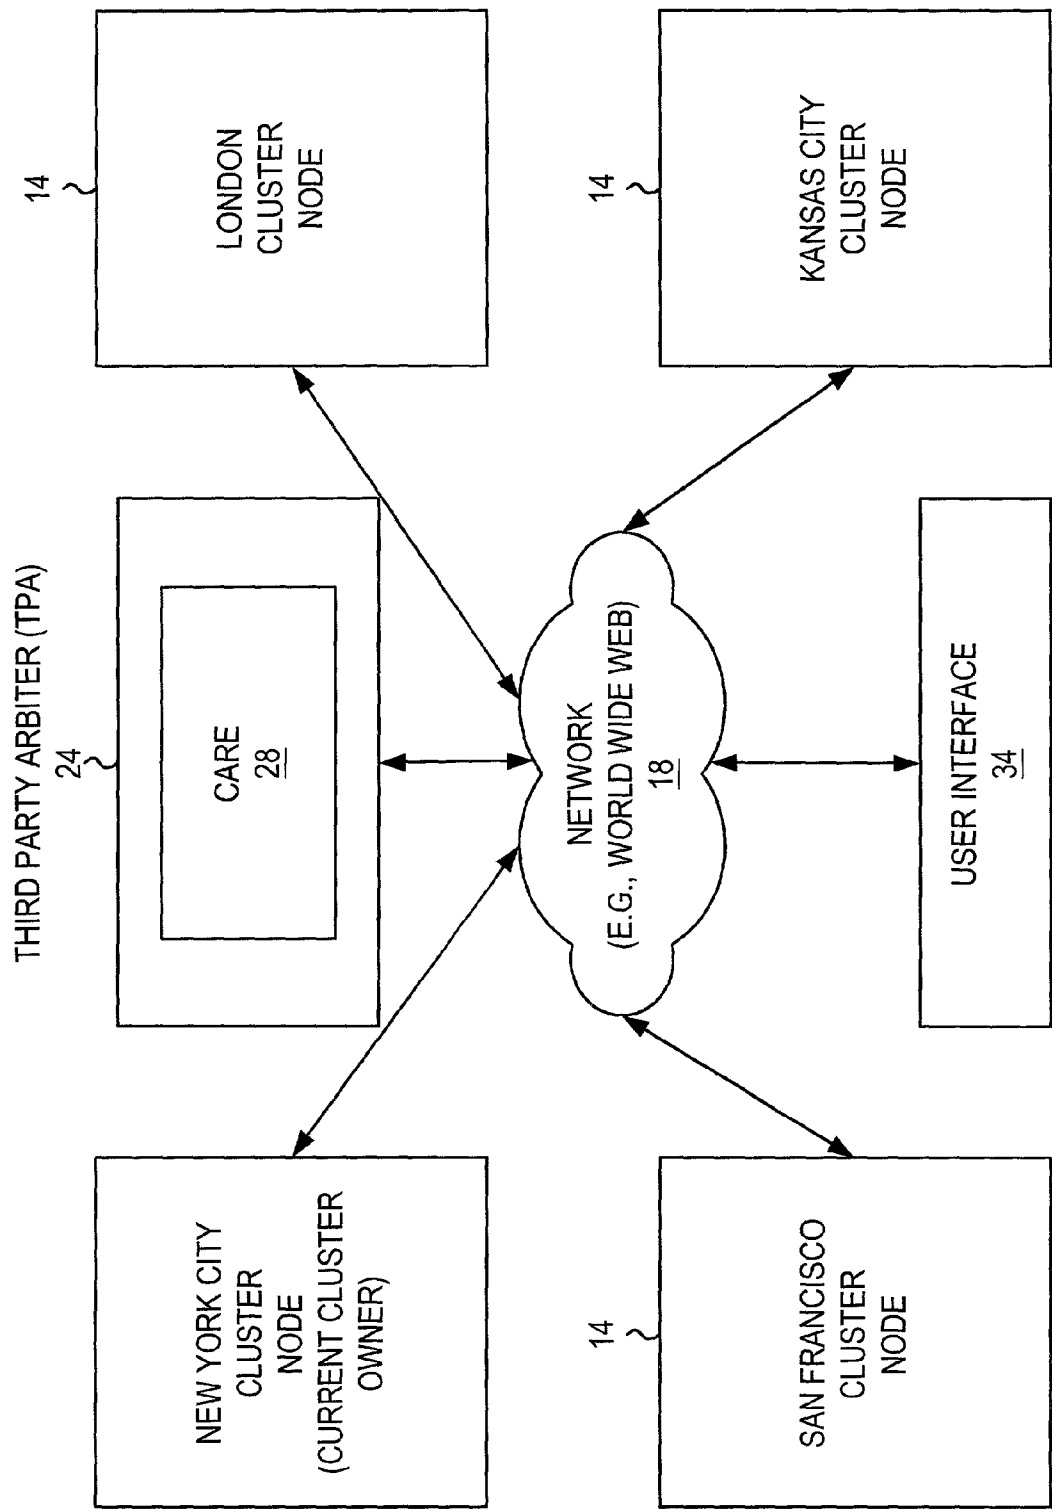 THIRD PARTY ARBITER (TPA)
24
NEW YORK CITY
CLUSTER
NODE
(CURRENT CLUSTER
OWNER)
CARE
28
14
LONDON
CLUSTER
NODE
NETWORK
(E.G., WORLD WIDE WEB)
18
14
SAN FRANCISCO
CLUSTER
NODE
USER INTERFACE
34
14
KANSAS CITY
CLUSTER
NODE